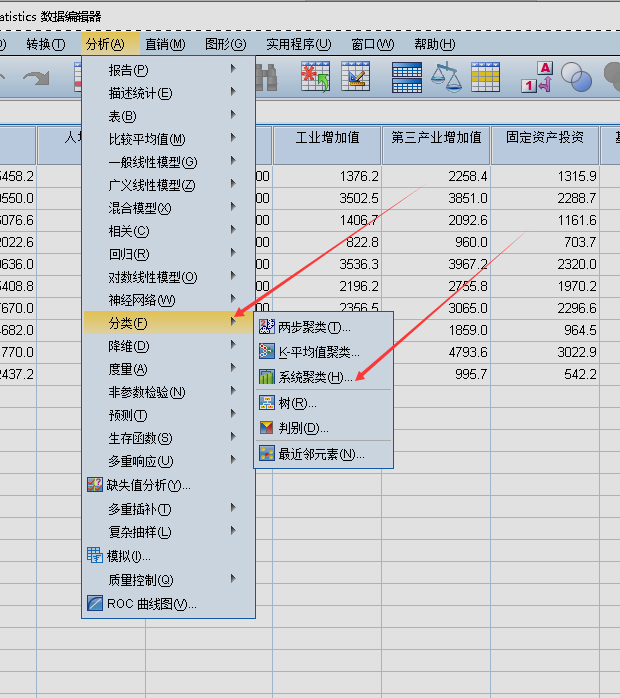 tatistics 数据编辑器
转换(T) 分析(A) 直销(M) 图形(G) 实用程序(U) 窗口(W) 帮助(H)
报告(P)
描述统计(E)
表(B)
比较平均值(M)
一般线性模型(G)
广义线性模型(Z)
混合模型(X)
相关(C)
回归(R)
对数线性模型(O)
神经网络(W)
分类(F)
降维(D)
度量(A)
非参数检验(N)
预测(T)
生存函数(S)
多重响应(U)
缺失值分析(Y)...
多重插补(T)
复杂抽样(L)
模拟(I)...
质量控制(Q)
ROC 曲线图(V)...
两步聚类(T)...
K-平均值聚类...
系统聚类(H)...
树(R)...
判别(D)...
最近邻元素(N)...
人 工业增加值 第三产业增加值 固定资产投资
5458.2 00 1376.2 2258.4 1315.9
9550.0 00 3502.5 3851.0 2288.7
6076.6 00 1406.7 2092.6 1161.6
2022.6 00 822.8 960.0 703.7
0636.0 00 3536.3 3967.2 2320.0
5408.8 00 2196.2 2755.8 1970.2
7670.0 00 2356.5 3065.0 2296.6
4682.0 1859.0 964.5
1770.0 4793.6 3022.9
2437.2 995.7 542.2